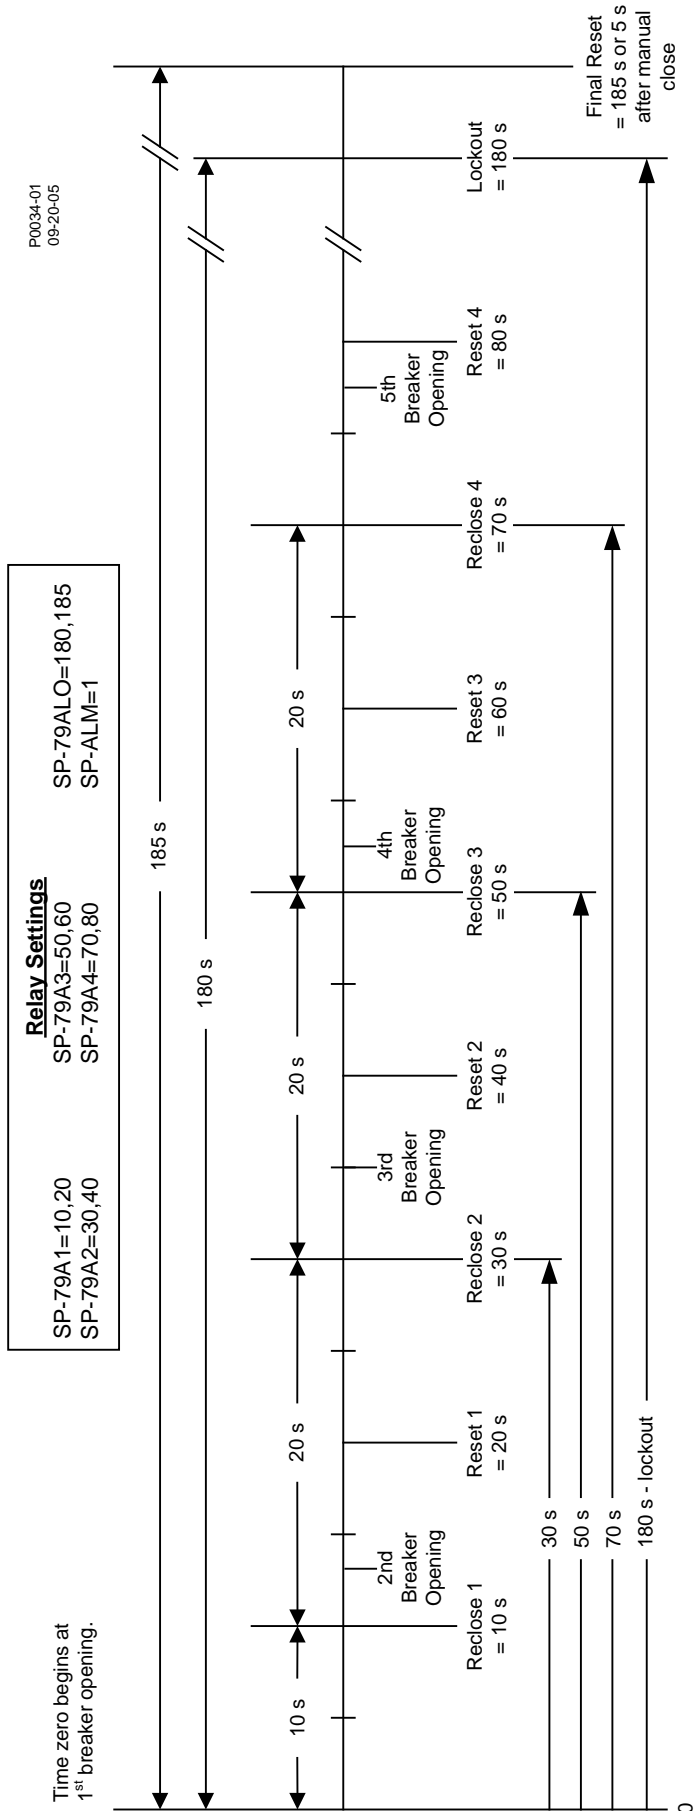 Time zero begins at
1st breaker opening.
Relay Settings
SP-79A1=10,20
SP-79A2=30,40
SP-79A3=50,60
SP-79A4=70,80
SP-79ALO=180,185
SP-ALM=1
P0034-01
09-20-05
185 s
180 s
10 s
20 s
20 s
20 s
2nd
Breaker
Opening
3rd
Breaker
Opening
4th
Breaker
Opening
5th
Breaker
Opening
Reclose 1
= 10 s
Reset 1
= 20 s
Reclose 2
= 30 s
Reset 2
= 40 s
Reclose 3
= 50 s
Reset 3
= 60 s
Reclose 4
= 70 s
Reset 4
= 80 s
Lockout
= 180 s
Final Reset
= 185 s or 5 s
after manual
close
30 s
50 s
70 s
180 s - lockout
0